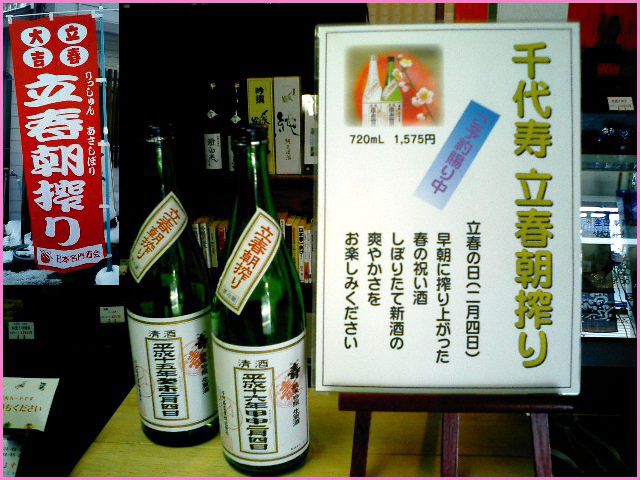 立春
大吉
立春朝搾り
りっしゅん あさしぼり
日本名門酒会
立春朝搾り
清酒
平成十五年癸未二月四日
立春朝搾り
清酒
平成十六年甲申二月四日
千代寿 立春朝搾り
720mL 1,575円
ご予約賜り中
立春の日(二月四日)
早朝に搾り上がった
春の祝い酒
しぼりたて新酒の
爽やかさを
お楽しみください
ください